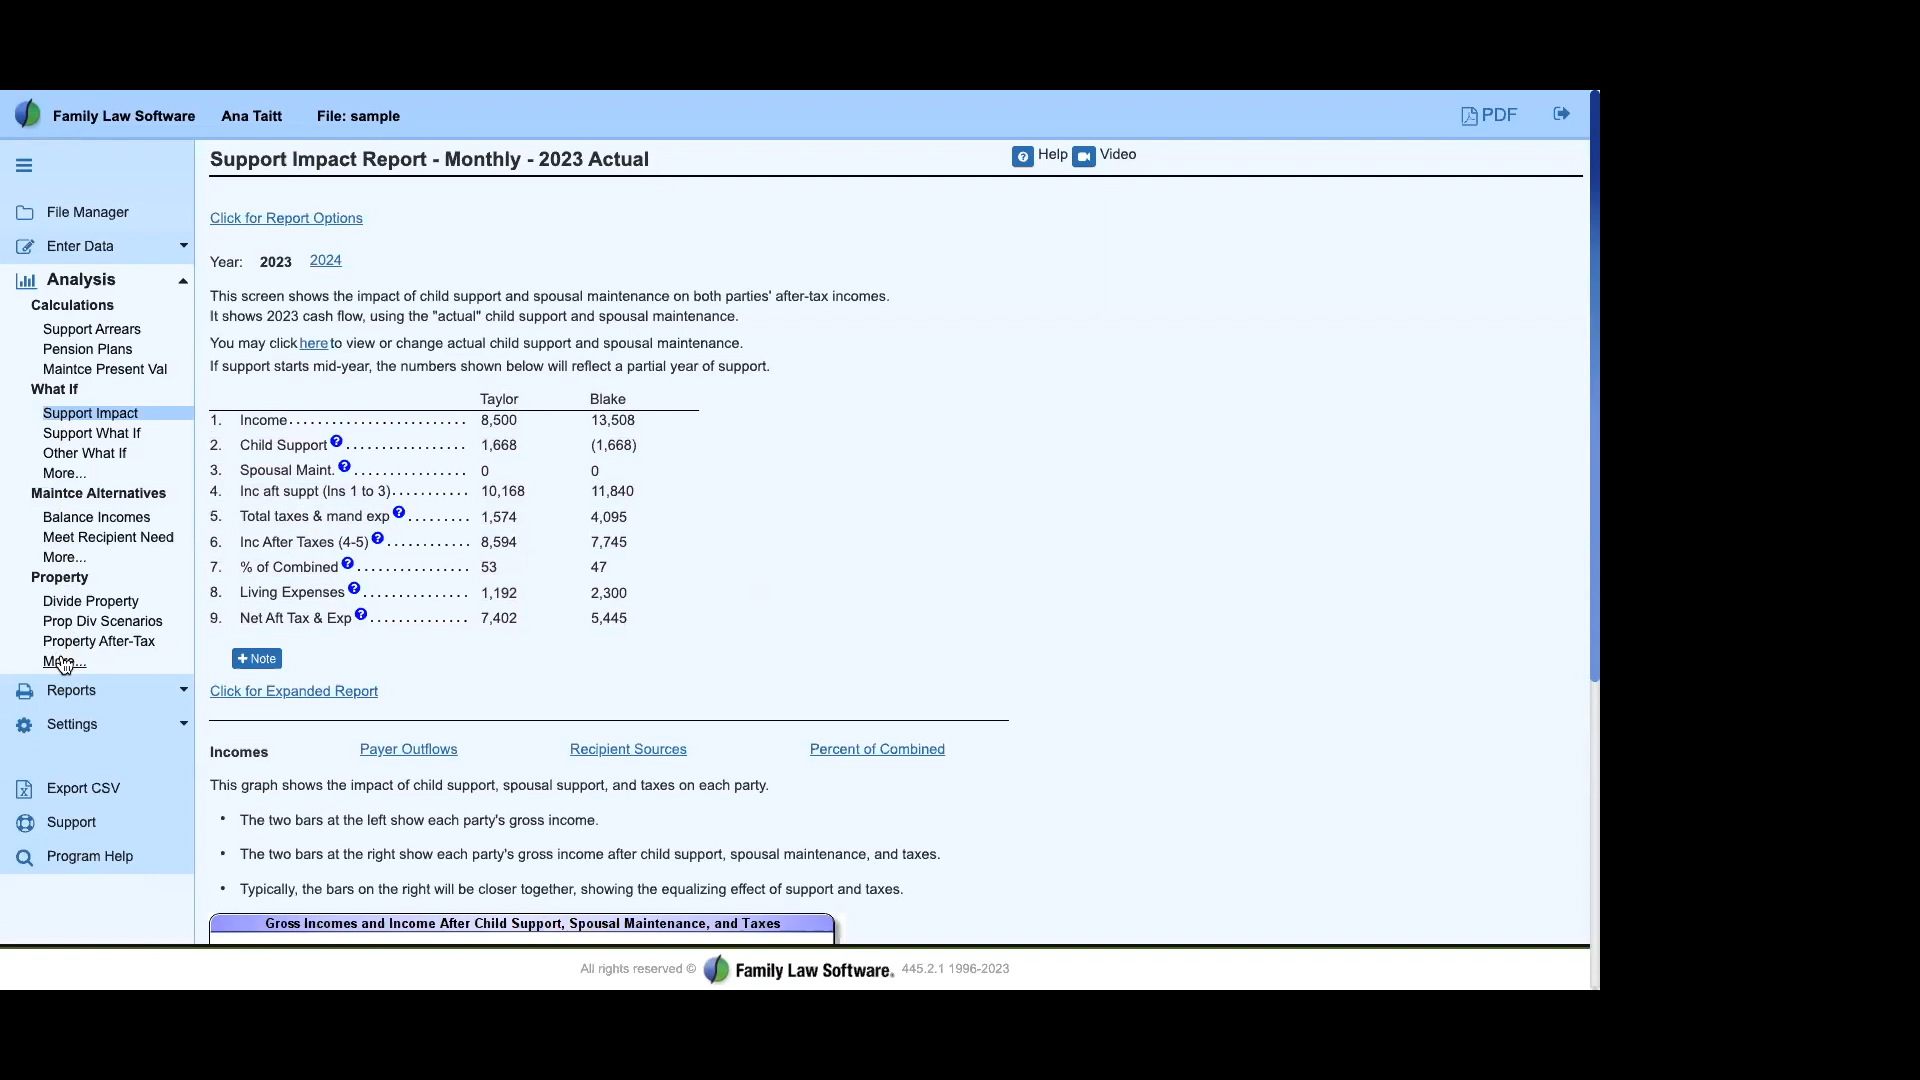 Family Law Software Ana Taitt File: sample PDF
Support Impact Report - Monthly - 2023 Actual Help Video
File Manager
Enter Data
Analysis
Calculations
Support Arrears
Pension Plans
Maintce Present Val
What If
Support Impact
Support What If
Other What If
More...
Maintce Alternatives
Balance Incomes
Meet Recipient Need
More...
Property
Divide Property
Prop Div Scenarios
Property After-Tax
More...
Reports
Settings
Export CSV
Support
Program Help
Click for Report Options
Year: 2023 2024
This screen shows the impact of child support and spousal maintenance on both parties' after-tax incomes.
It shows 2023 cash flow, using the "actual" child support and spousal maintenance.
You may click here to view or change actual child support and spousal maintenance.
If support starts mid-year, the numbers shown below will reflect a partial year of support.
Taylor Blake
1. Income 8,500 13,508
2. Child Support 1,668 (1,668)
3. Spousal Maint. 0 0
4. Inc aft suppt (lns 1 to 3) 10,168 11,840
5. Total taxes & mand exp 1,574 4,095
6. Inc After Taxes (4-5) 8,594 7,745
7. % of Combined 53 47
8. Living Expenses 1,192 2,300
9. Net Aft Tax & Exp 7,402 5,445
+ Note
Click for Expanded Report
Incomes Payer Outflows Recipient Sources Percent of Combined
This graph shows the impact of child support, spousal support, and taxes on each party.
• The two bars at the left show each party's gross income.
• The two bars at the right show each party's gross income after child support, spousal maintenance, and taxes.
• Typically, the bars on the right will be closer together, showing the equalizing effect of support and taxes.
Gross Incomes and Income After Child Support, Spousal Maintenance, and Taxes
All rights reserved © Family Law Software. 445.2.1 1996-2023